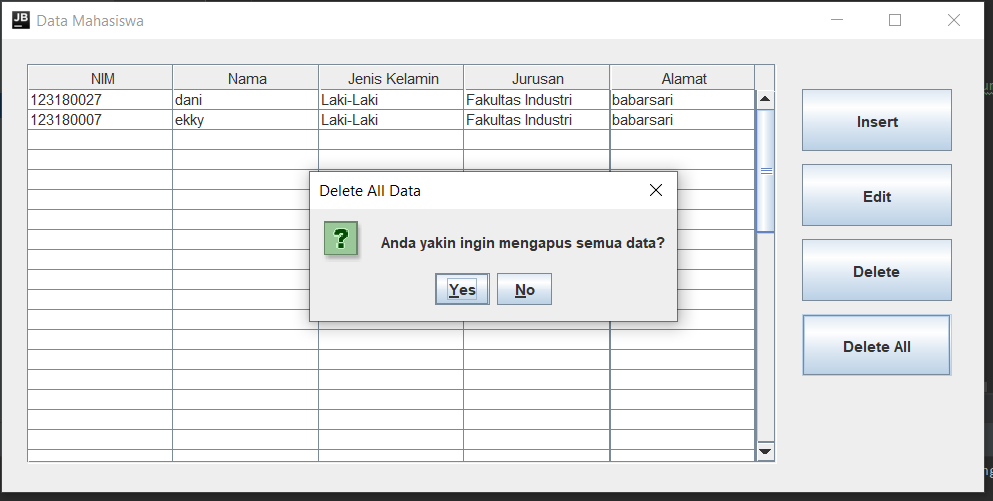 JB Data Mahasiswa
NIM Nama Jenis Kelamin Jurusan Alamat
123180027 dani Laki-Laki Fakultas Industri babarsari
123180007 ekky Laki-Laki Fakultas Industri babarsari
Insert
Edit
Delete
Delete All
Delete All Data
? Anda yakin ingin mengapus semua data?
Yes No